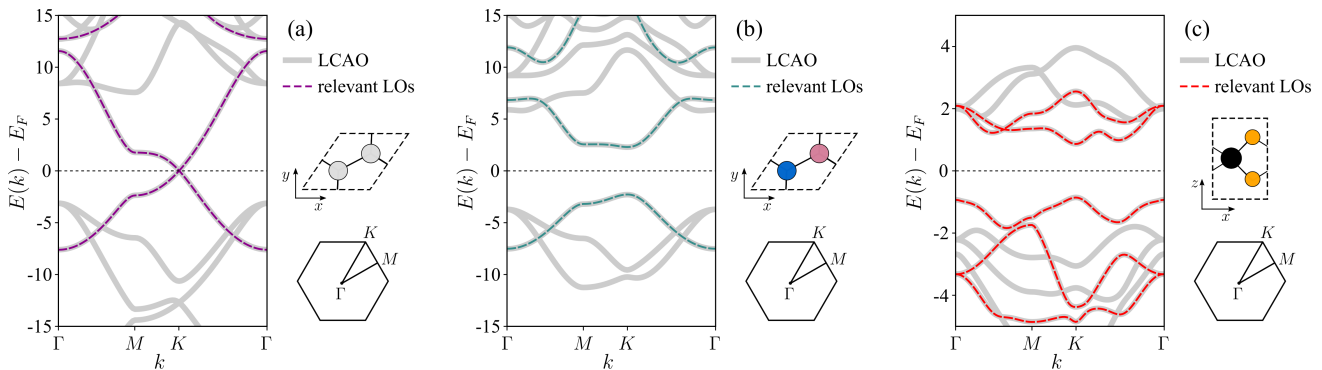 (a)
LCAO
relevant LOs
E(k) − E_F
15
10
5
0
-5
-10
-15
Γ
M
K
Γ
k
y
x
K
M
Γ
(b)
LCAO
relevant LOs
E(k) − E_F
15
10
5
0
-5
-10
-15
Γ
M
K
Γ
k
y
x
K
M
Γ
(c)
LCAO
relevant LOs
E(k) − E_F
4
2
0
-2
-4
Γ
M
K
Γ
k
z
x
K
M
Γ